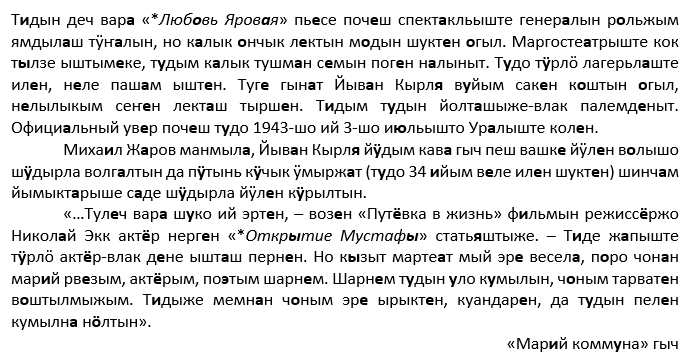 Тидын деч вара «*Любовь Яровая» пьесе почеш спектакльыште генералын рольжым
ямдылаш тӱҥалын, но калык ончык лектын модын шуктен огыл. Маргостеатрыште кок
тылзе ыштымеке, тудым калык тушман семын поген налыныт. Тудо тӱрлӧ лагерьлаште
илен, неле пашам ыштен. Туге гынат Йыван Кырля вуйым сакен коштын огыл,
нелылыкым сеҥен лекташ тыршен. Тидым тудын йолташыже-влак палемденыт.
Официальный увер почеш тудо 1943-шо ий 3-шо июльышто Уралыште колен.
Михаил Жаров манмыла, Йыван Кырля йӱдым кава гыч пеш вашке йӱлен волышо
шӱдырла волгалтын да пӱтынь кӱчык ӱмыржат (тудо 34 ийым веле илен шуктен) шинчам
йымыктарыше саде шӱдырла йӱлен кӱрылтын.
«...Тулеч вара шуко ий эртен, – возен «Путёвка в жизнь» фильмын режиссёржо
Николай Экк актёр нерген «*Открытие Мустафы» статьяштыже. – Тиде жапыште
тӱрлӧ актёр-влак дене ышташ пернен. Но кызыт мартеат мый эре весела, поро чонан
марий рвезым, актёрым, поэтым шарнем. Шарнем тудын уло кумылын, чоным тарватен
воштылмыжым. Тидыже мемнан чоным эре ырыктен, куандарен, да тудын пелен
кумылна нӧлтын».
«Марий коммуна» гыч